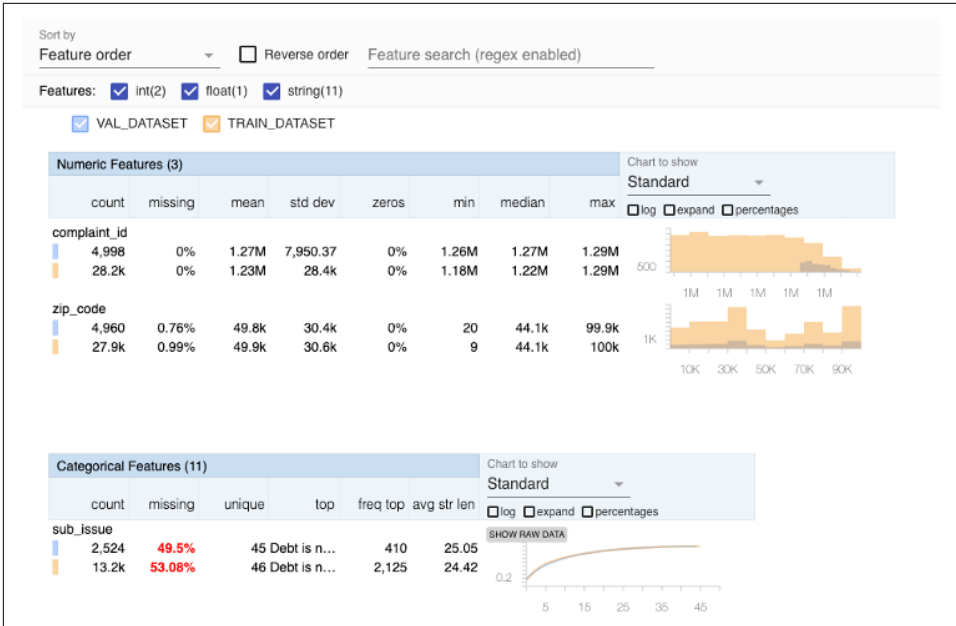 Sort by
Feature order
Reverse order
Feature search (regex enabled)
Features: int(2) float(1) string(11)
VAL_DATASET TRAIN_DATASET
Numeric Features (3)
count missing mean std dev zeros min median max
Chart to show
Standard
log expand percentages
complaint_id
4,998 0% 1.27M 7,950.37 0% 1.26M 1.27M 1.29M
28.2k 0% 1.23M 28.4k 0% 1.18M 1.22M 1.29M
500
1M 1M 1M 1M 1M
zip_code
4,960 0.76% 49.8k 30.4k 0% 20 44.1k 99.9k
27.9k 0.99% 49.9k 30.6k 0% 9 44.1k 100k
1K
10K 30K 50K 70K 90K
Categorical Features (11)
count missing unique top freq top avg str len
Chart to show
Standard
log expand percentages
sub_issue
2,524 49.5% 45 Debt is n... 410 25.05
13.2k 53.08% 46 Debt is n... 2,125 24.42
SHOW RAW DATA
0.2
5 15 25 35 45